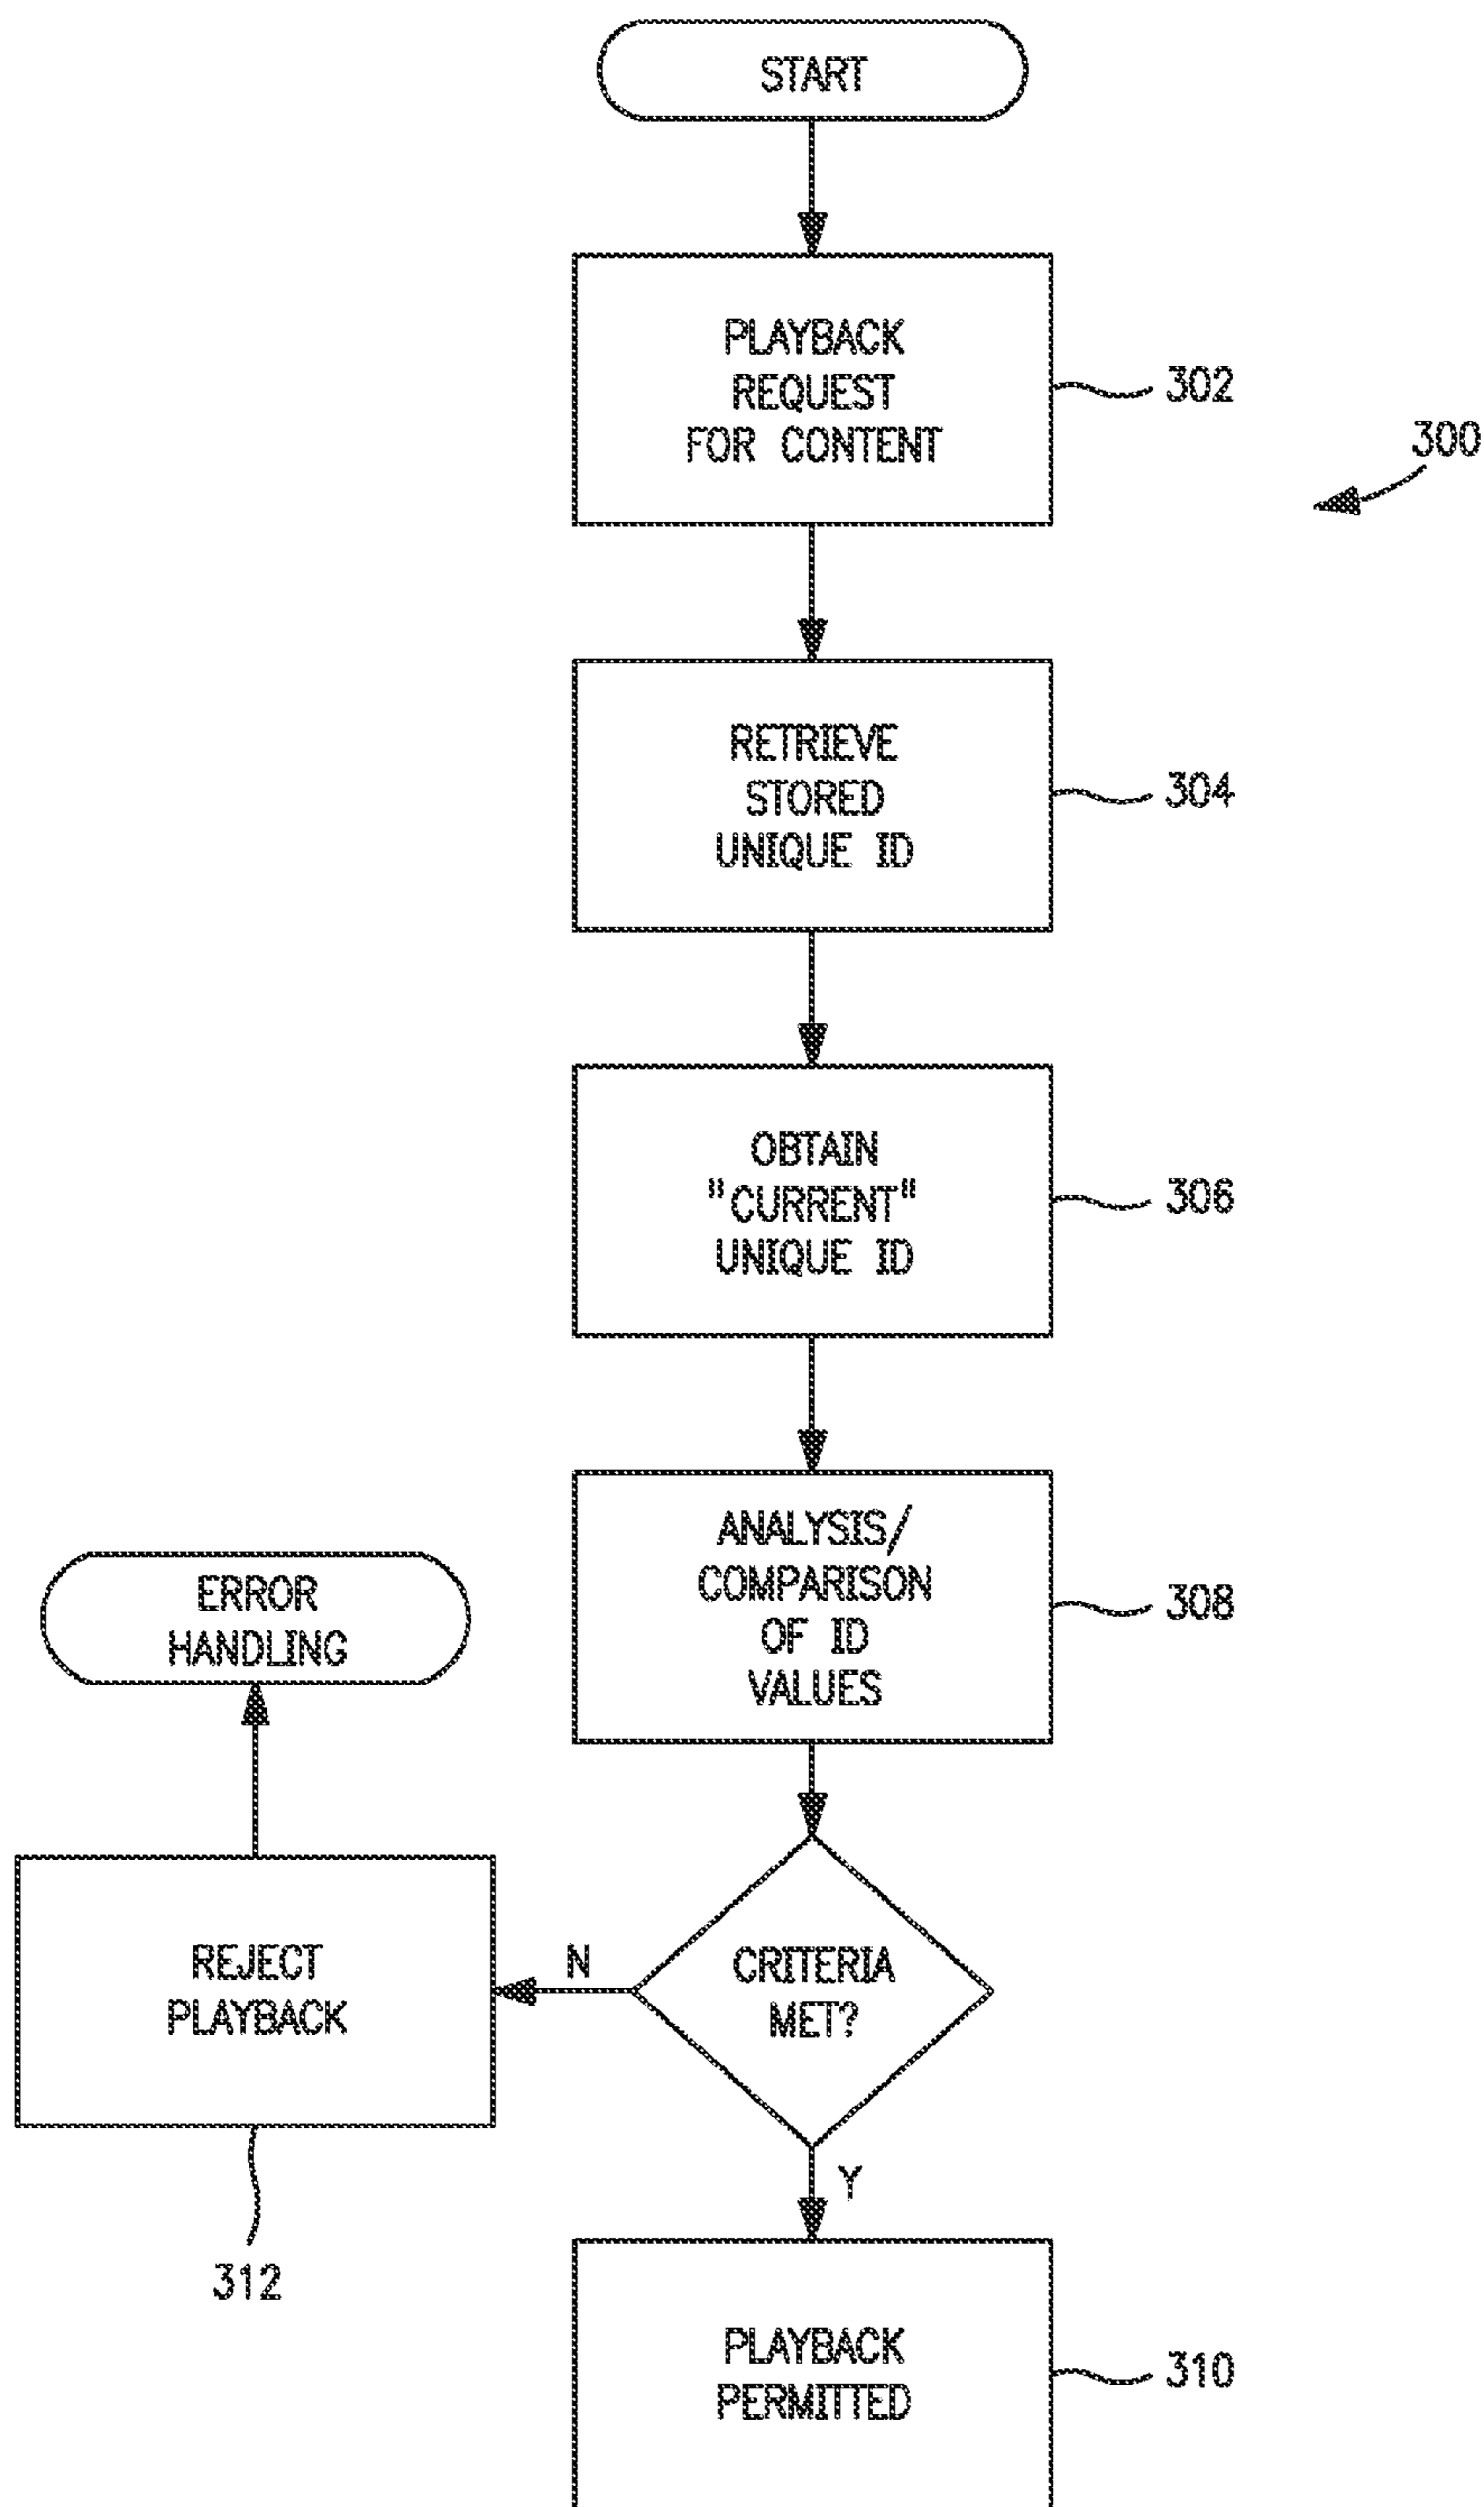 START
PLAYBACK
REQUEST
FOR CONTENT
302
300
RETRIEVE
STORED
UNIQUE ID
304
OBTAIN
"CURRENT"
UNIQUE ID
306
ANALYSIS/
COMPARISON
OF ID
VALUES
308
ERROR
HANDLING
REJECT
PLAYBACK
N
CRITERIA
MET?
Y
312
PLAYBACK
PERMITTED
310